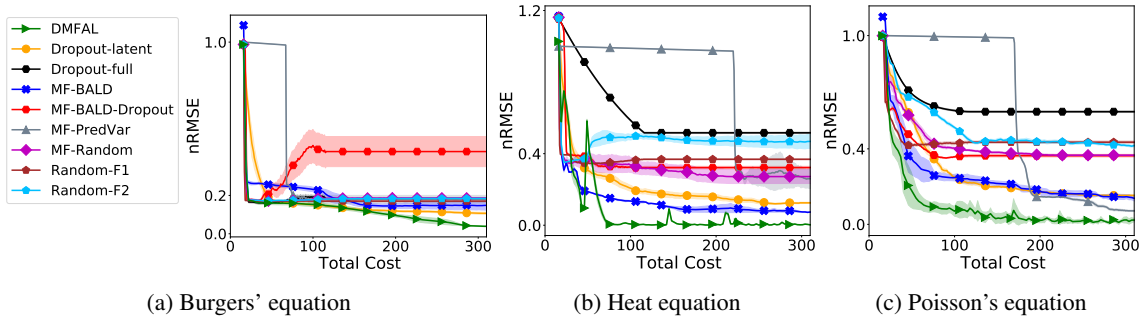 DMFAL
Dropout-latent
Dropout-full
MF-BALD
MF-BALD-Dropout
MF-PredVar
MF-Random
Random-F1
Random-F2
nRMSE
1.0
0.2
0.0
0 100 200 300
Total Cost
(a) Burgers' equation
nRMSE
1.2
0.4
0.0
0 100 200 300
Total Cost
(b) Heat equation
nRMSE
1.0
0.4
0.0
0 100 200 300
Total Cost
(c) Poisson's equation